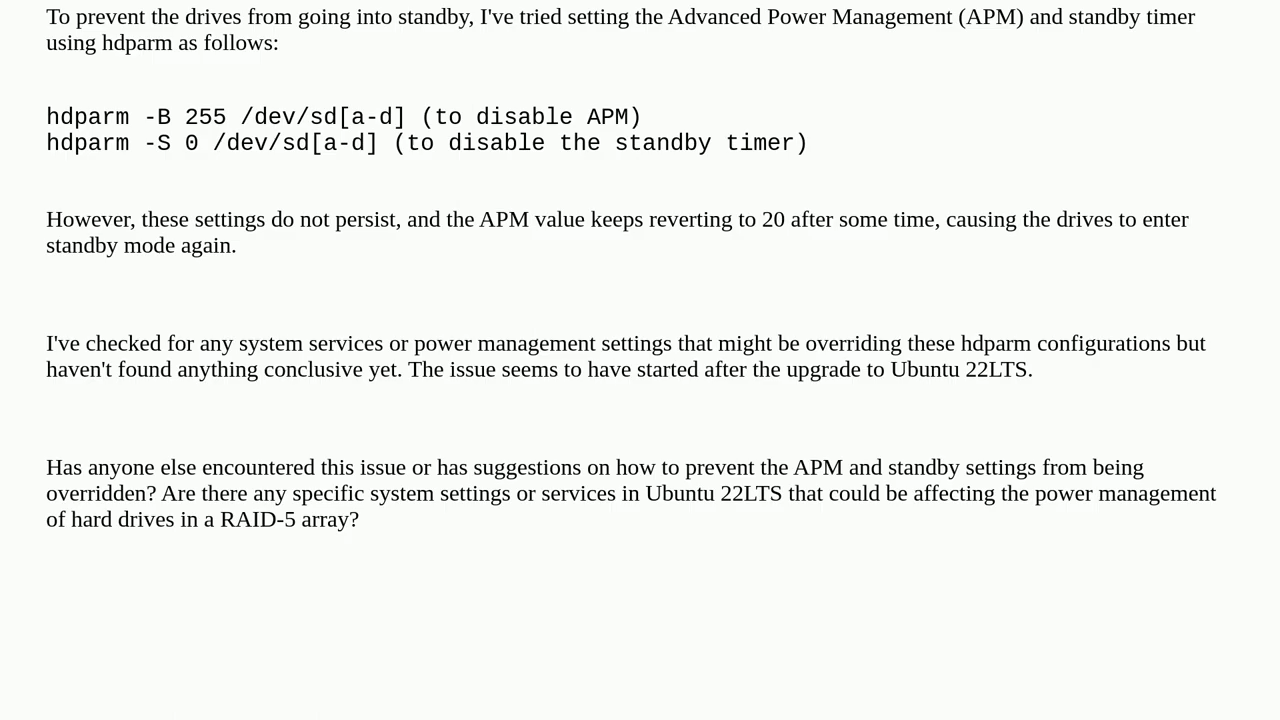 To prevent the drives from going into standby, I've tried setting the Advanced Power Management (APM) and standby timer
using hdparm as follows:
hdparm -B 255 /dev/sd[a-d] (to disable APM)
hdparm -S 0 /dev/sd[a-d] (to disable the standby timer)
However, these settings do not persist, and the APM value keeps reverting to 20 after some time, causing the drives to enter
standby mode again.
I've checked for any system services or power management settings that might be overriding these hdparm configurations but
haven't found anything conclusive yet. The issue seems to have started after the upgrade to Ubuntu 22LTS.
Has anyone else encountered this issue or has suggestions on how to prevent the APM and standby settings from being
overridden? Are there any specific system settings or services in Ubuntu 22LTS that could be affecting the power management
of hard drives in a RAID-5 array?